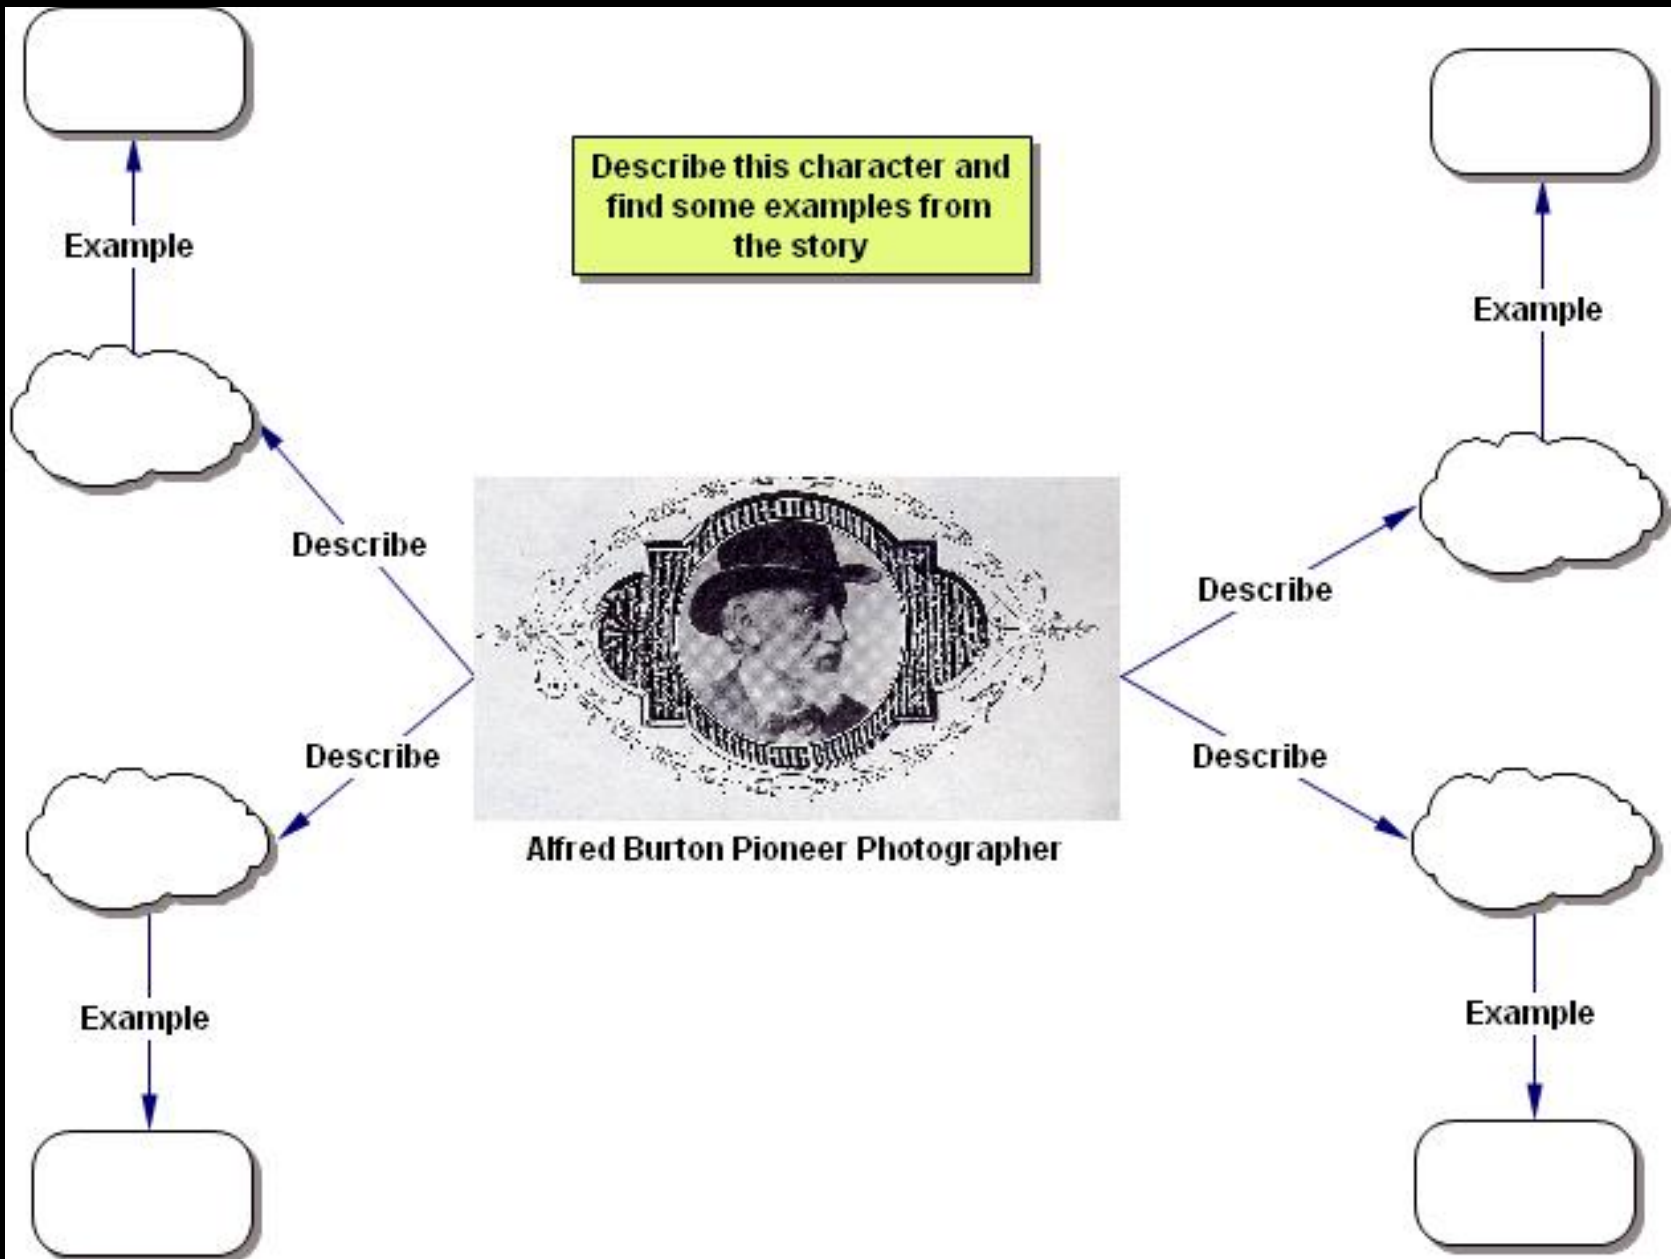 Describe this character and
find some examples from
the story
Example
Example
Describe
Describe
Describe
Describe
Alfred Burton Pioneer Photographer
Example
Example